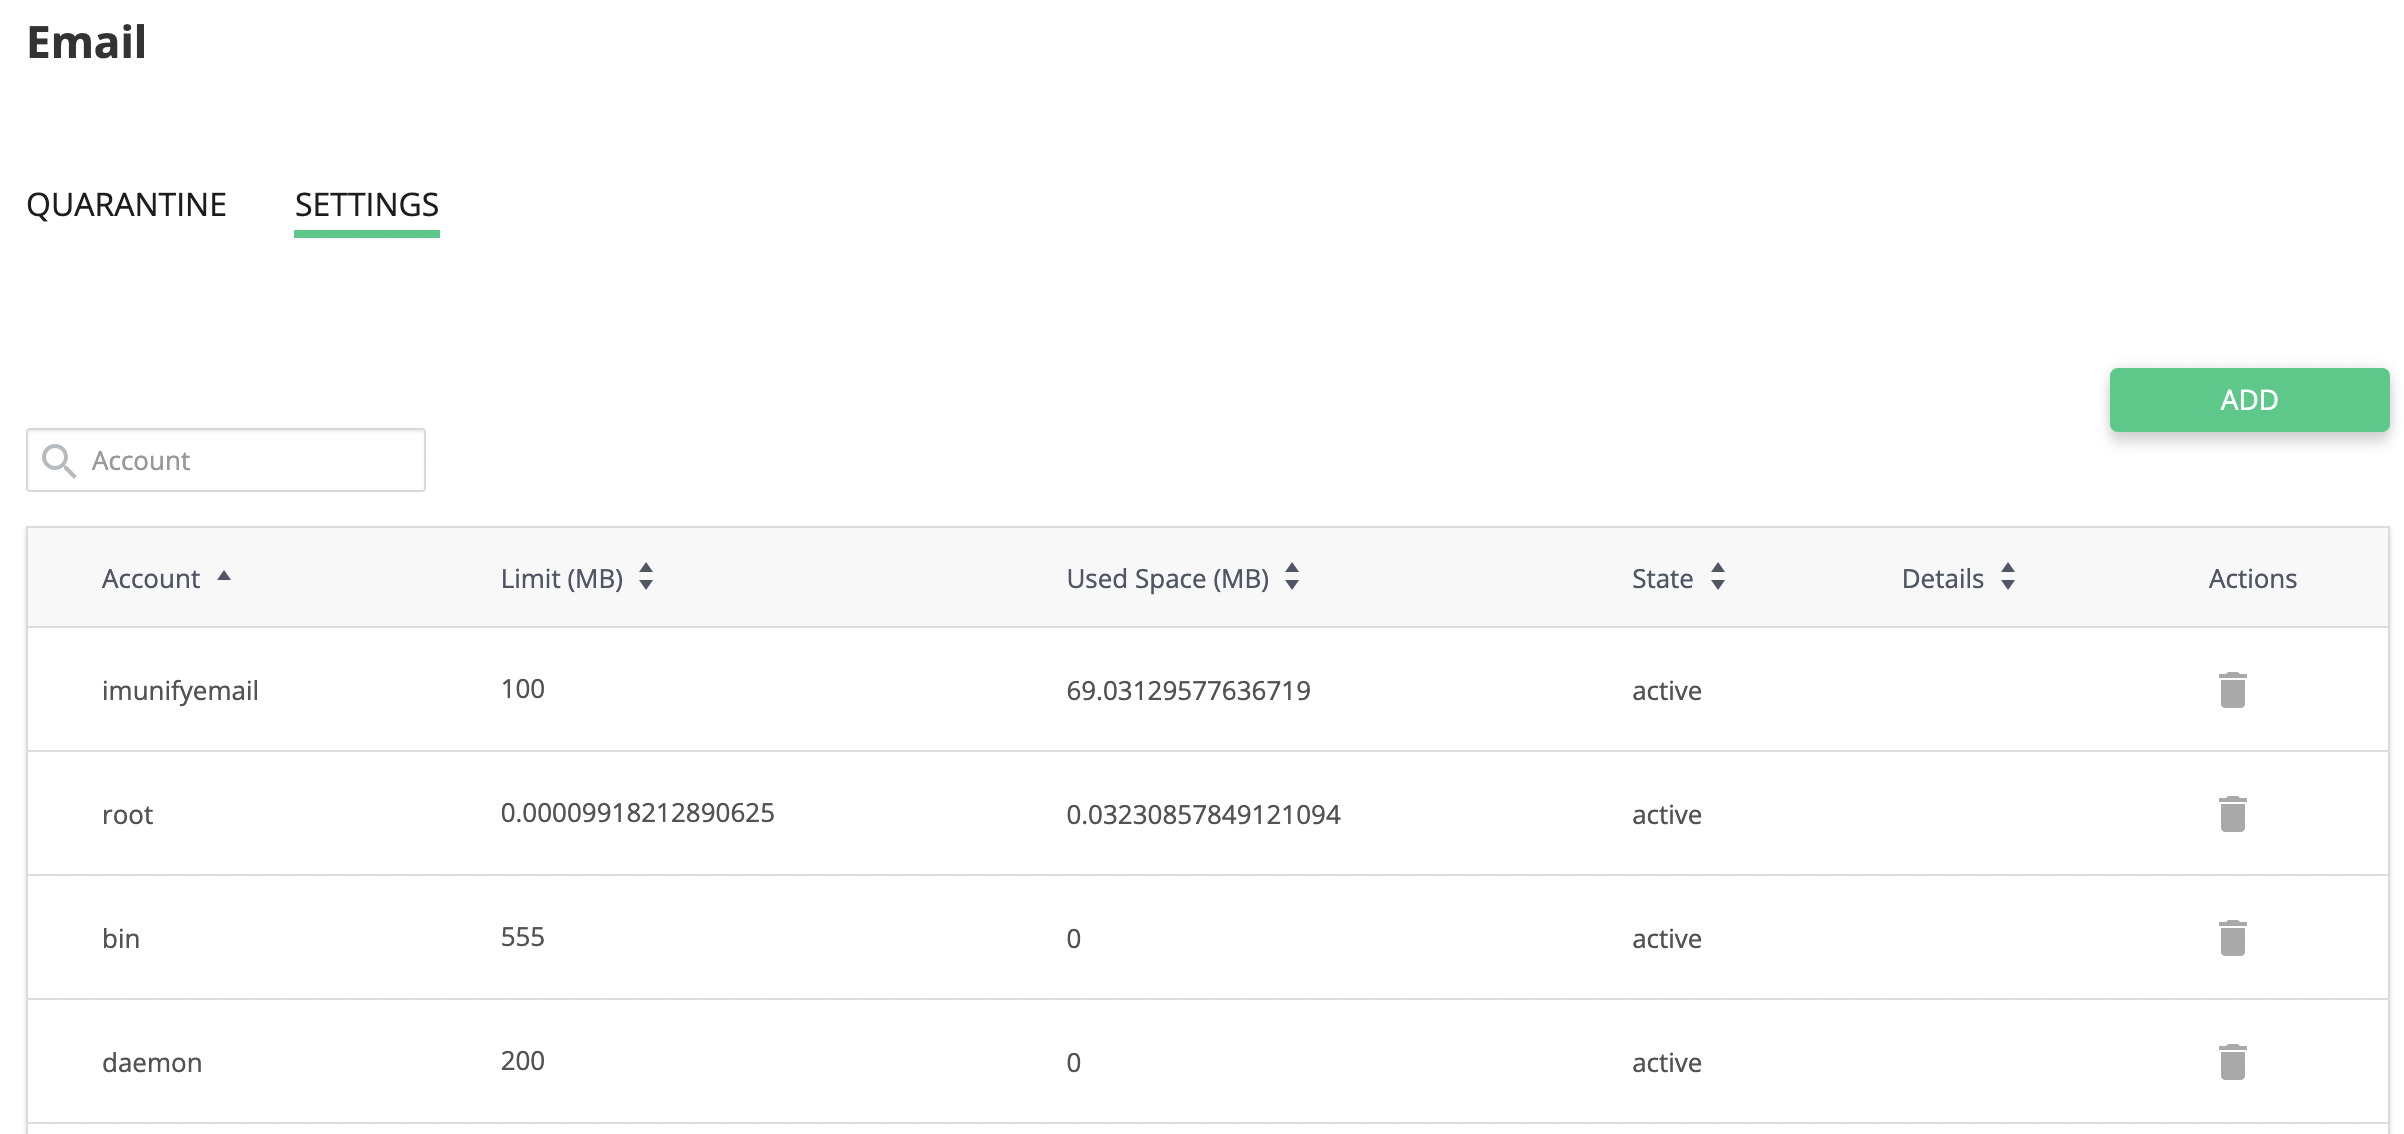 Email
QUARANTINE SETTINGS
ADD
Account
Account Limit (MB) Used Space (MB) State Details Actions
imunifyemail 100 69.03129577636719 active
root 0.00009918212890625 0.03230857849121094 active
bin 555 0 active
daemon 200 0 active